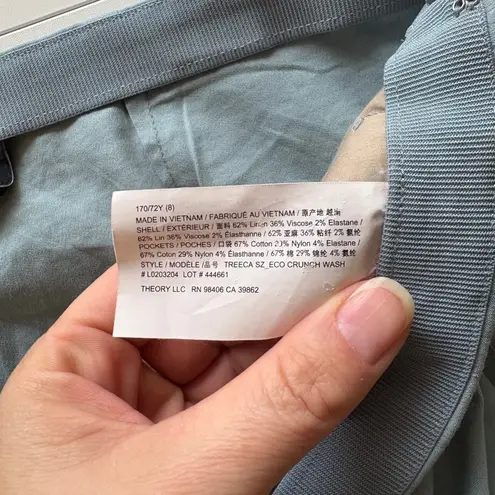 170/72Y (8)
MADE IN VIETNAM / FABRIQUÉ AU VIETNAM / 原产地 越南
SHELL / EXTÉRIEUR / 面料 62% Linen 36% Viscose 2% Elastane /
62% Lin 36% Viscose 2% Élasthanne / 62% 亚麻 36% 粘纤 2% 氨纶
POCKETS / POCHES / 口袋 67% Cotton 29% Nylon 4% Elastane /
67% Coton 29% Nylon 4% Élasthanne / 67% 棉 29% 锦纶 4% 氨纶
STYLE / MODÈLE /品号 TREECA SZ_ECO CRUNCH WASH
# L0203204 LOT # 444661
THEORY LLC RN 98406 CA 39862